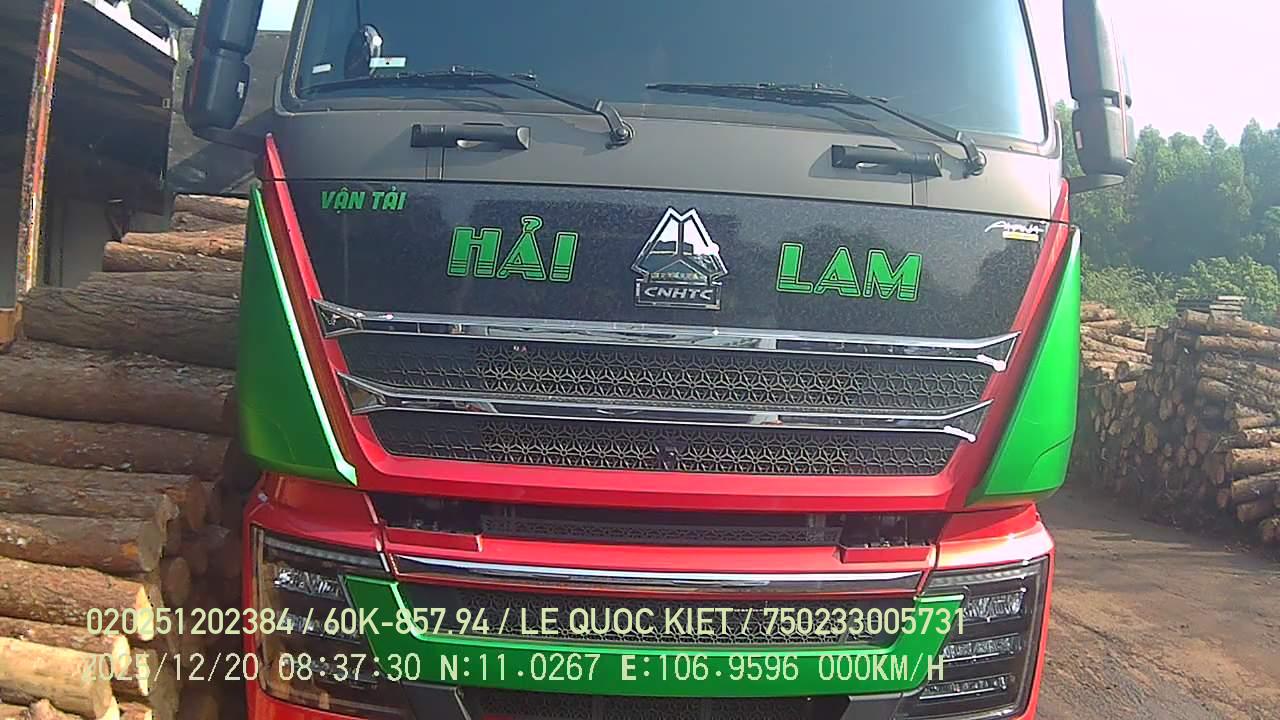 VẬN TẢI
HẢI LAM
CNHTC
020251202384 / 60K-857.94 / LE QUOC KIET / 750233005731
2025/12/20 08:37:30 N:11.0267 E:106.9596 000KM/H